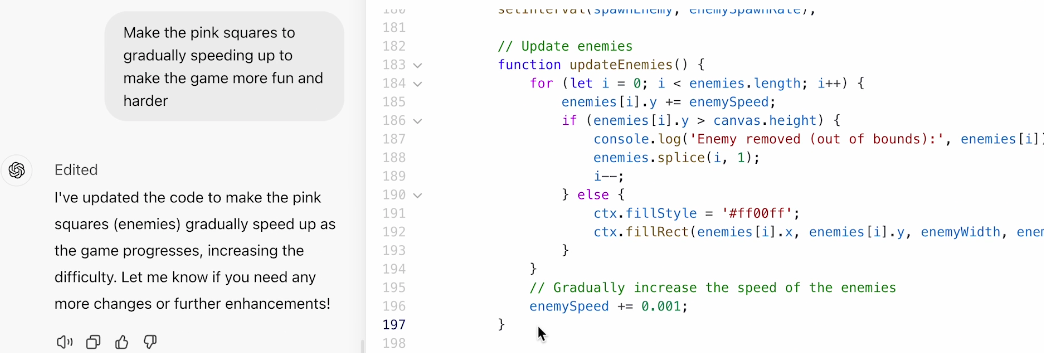 Make the pink squares to
gradually speeding up to
make the game more fun and
harder
Edited
I've updated the code to make the pink
squares (enemies) gradually speed up as
the game progresses, increasing the
difficulty. Let me know if you need any
more changes or further enhancements!
180 setInterval(spawnEnemy, enemySpawnRate);
181
182 // Update enemies
183 function updateEnemies() {
184 for (let i = 0; i < enemies.length; i++) {
185 enemies[i].y += enemySpeed;
186 if (enemies[i].y > canvas.height) {
187 console.log('Enemy removed (out of bounds):', enemies[i]
188 enemies.splice(i, 1);
189 i--;
190 } else {
191 ctx.fillStyle = '#ff00ff';
192 ctx.fillRect(enemies[i].x, enemies[i].y, enemyWidth, ene
193 }
194 }
195 // Gradually increase the speed of the enemies
196 enemySpeed += 0.001;
197 }
198